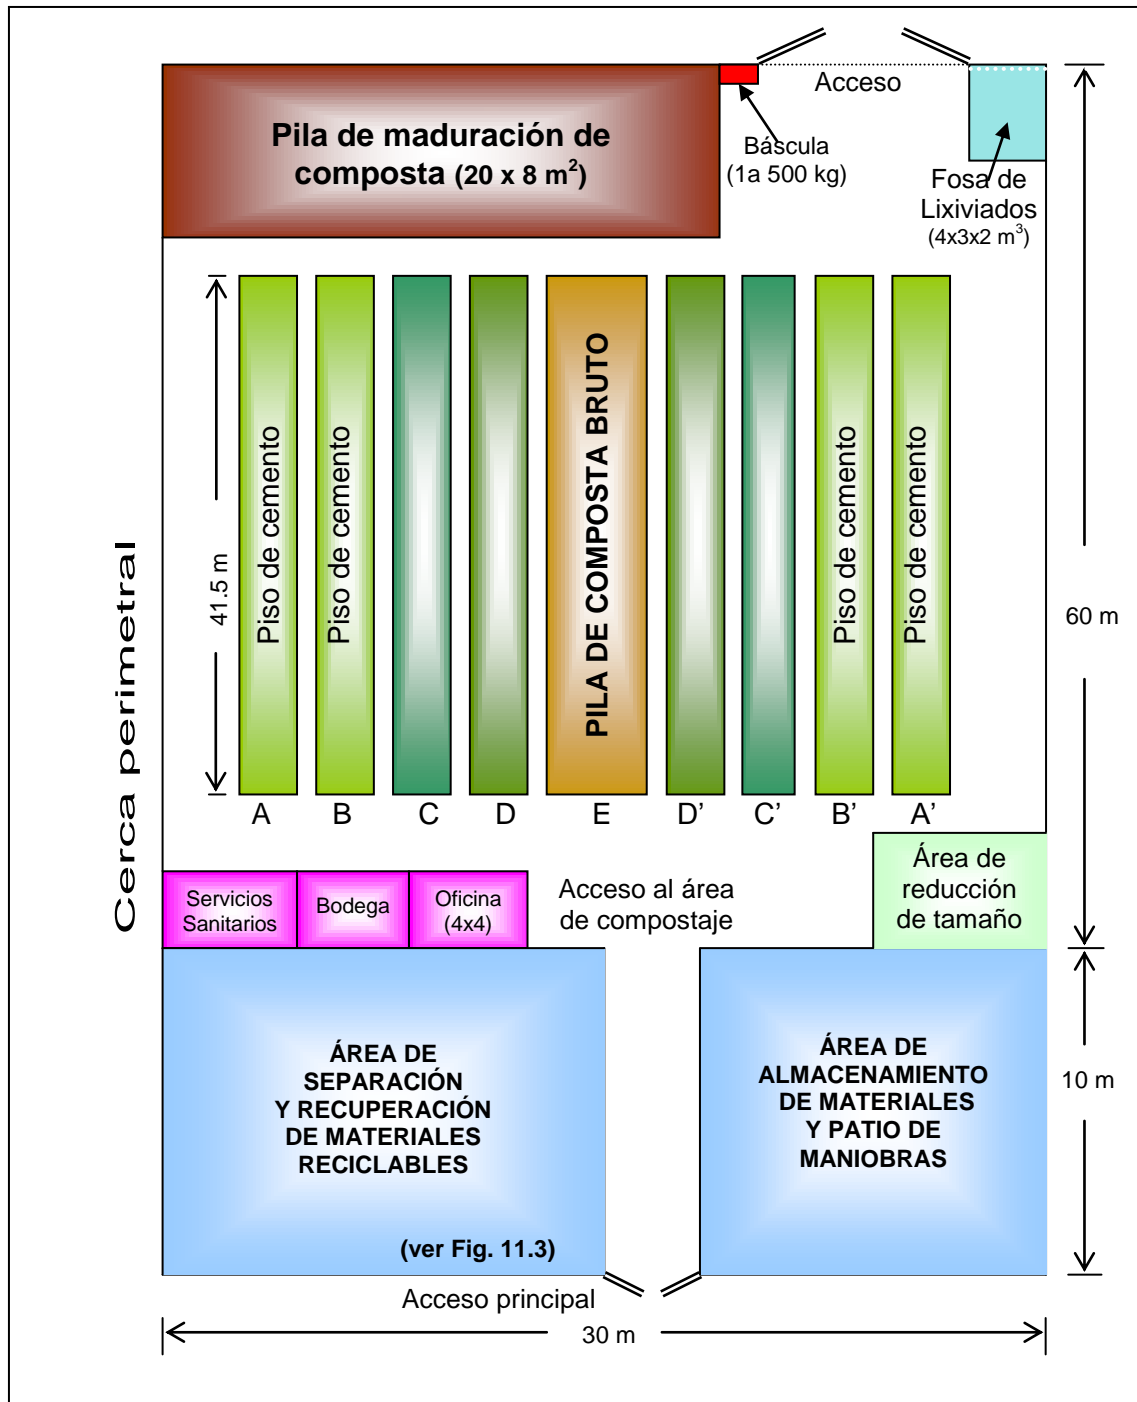 Acceso
Pila de maduración de
composta (20 x 8 m²)
Báscula
(1a 500 kg)
Fosa de
Lixiviados
(4x3x2 m³)
Cerca perimetral
41.5 m
Piso de cemento
Piso de cemento
PILA DE COMPOSTA BRUTO
Piso de cemento
Piso de cemento
60 m
A B C D E D’ C’ B’ A’
Servicios
Sanitarios
Bodega
Oficina
(4x4)
Acceso al área
de compostaje
Área de
reducción
de tamaño
ÁREA DE
SEPARACIÓN
Y RECUPERACIÓN
DE MATERIALES
RECICLABLES
(ver Fig. 11.3)
ÁREA DE
ALMACENAMIENTO
DE MATERIALES
Y PATIO DE
MANIOBRAS
10 m
Acceso principal
30 m